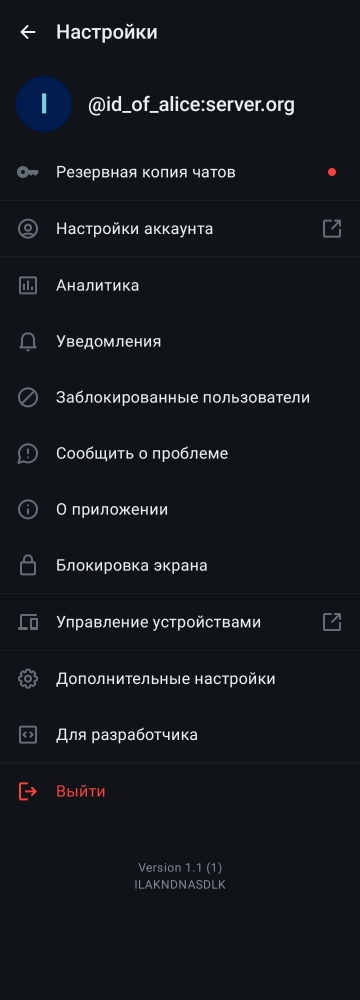 Настройки
I
@id_of_alice:server.org
Резервная копия чатов
Настройки аккаунта
Аналитика
Уведомления
Заблокированные пользователи
Сообщить о проблеме
О приложении
Блокировка экрана
Управление устройствами
Дополнительные настройки
Для разработчика
Выйти
Version 1.1 (1)
ILAKNDNASDLK